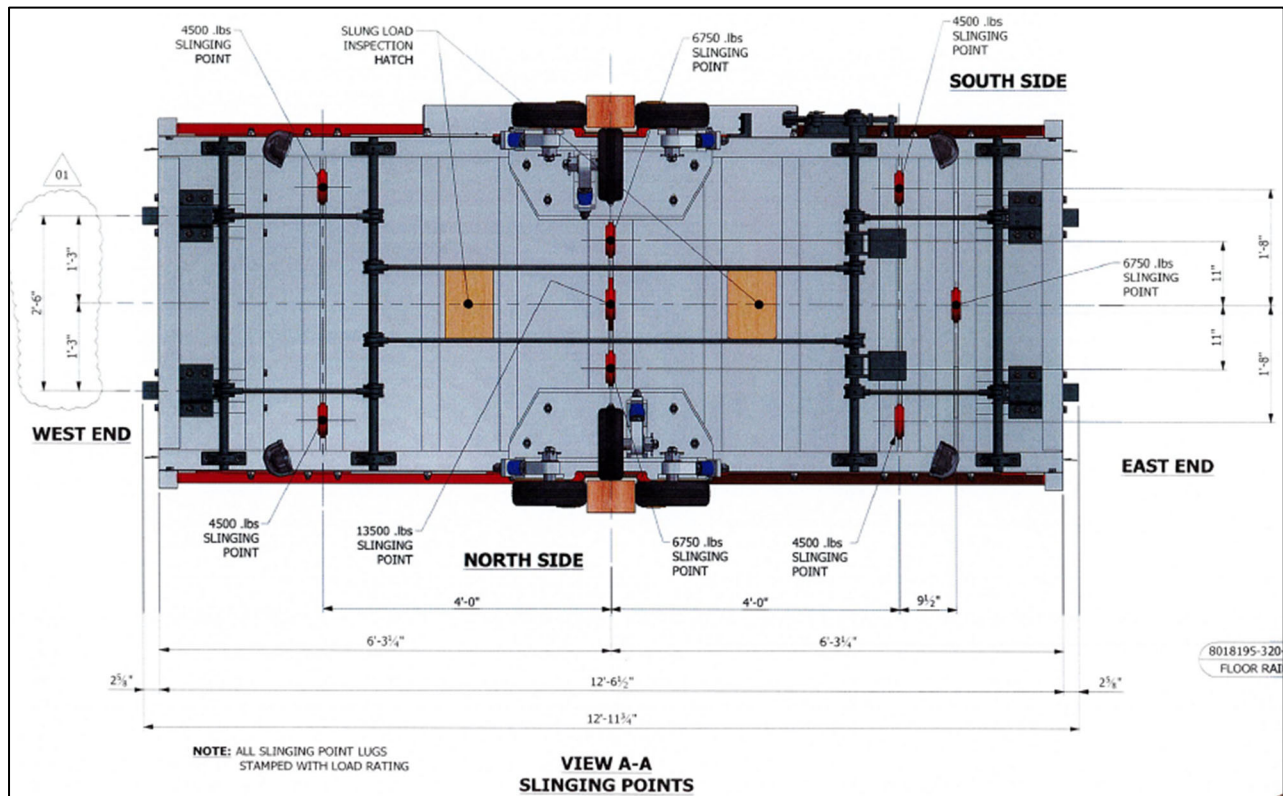 4500 .lbs
SLINGING
POINT
SLUNG LOAD
INSPECTION
HATCH
6750 .lbs
SLINGING
POINT
4500 .lbs
SLINGING
POINT
SOUTH SIDE
01
1'-3"
2'-6"
1'-3"
6750 .lbs
SLINGING
POINT
11"
1'-8"
11"
1'-8"
WEST END
EAST END
4500 .lbs
SLINGING
POINT
13500 .lbs
SLINGING
POINT
NORTH SIDE
6750 .lbs
SLINGING
POINT
4500 .lbs
SLINGING
POINT
4'-0"
4'-0"
9½"
6'-3¼"
6'-3¼"
8018195-320-
FLOOR RAI
2⅝"
12'-6½"
2⅝"
12'-11¾"
NOTE: ALL SLINGING POINT LUGS
STAMPED WITH LOAD RATING
VIEW A-A
SLINGING POINTS